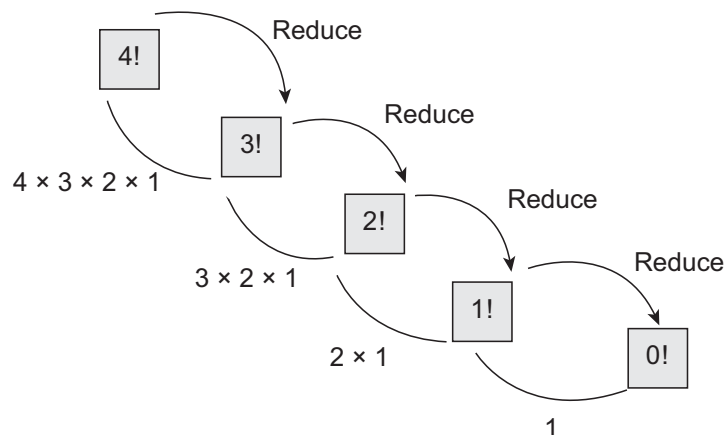 Reduce
4!
Reduce
3!
4 × 3 × 2 × 1
Reduce
2!
Reduce
3 × 2 × 1
1!
2 × 1
0!
1